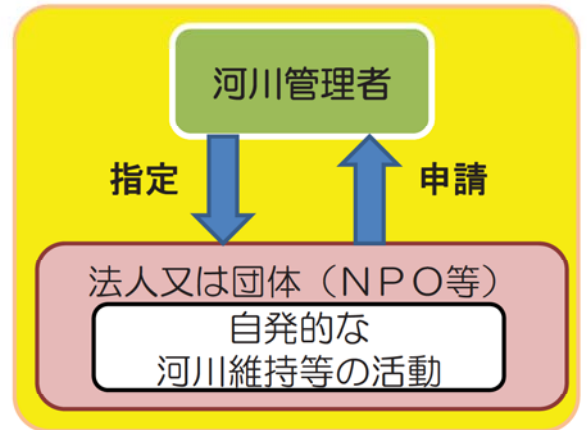 河川管理者
指定
申請
法人又は団体（ＮＰＯ等）
自発的な
河川維持等の活動